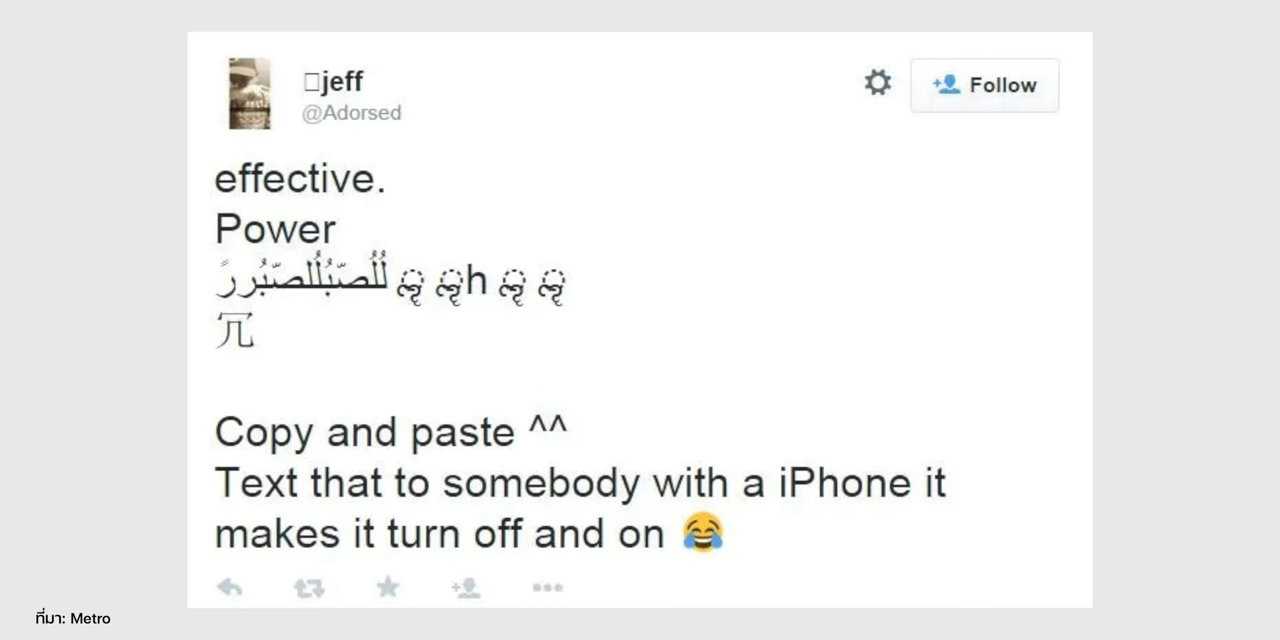 □jeff
@Adorsed
Follow
effective.
Power
لُلُصّبُلُلصّبُررً ॣ ॣh ॣ ॣ
冗
Copy and paste ^^
Text that to somebody with a iPhone it
makes it turn off and on 😂
ที่มา: Metro